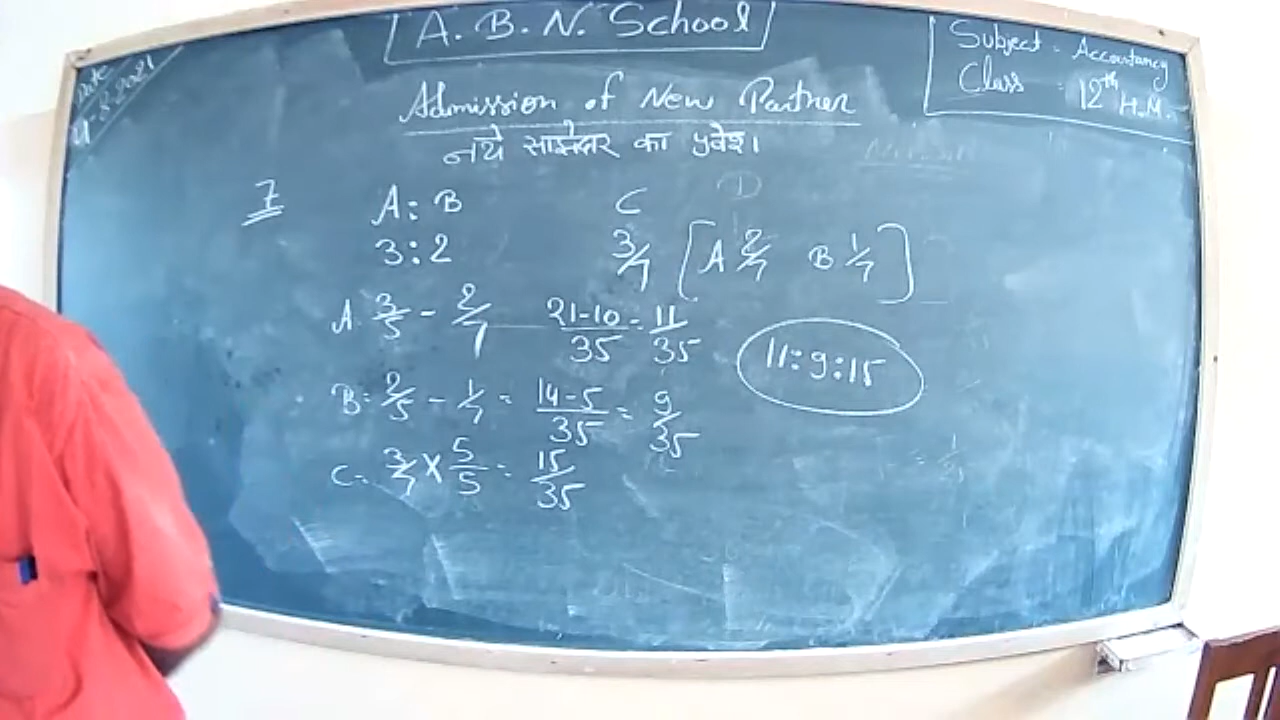 A. B. N. School
Subject = Accountancy
Class = 12th H.M.
Date
4-8-2021
Admission of New Partner
नये साझेदार का प्रवेश।
7
A : B C
3 : 2 3/7 [A 2/7 B 1/7]
A. 3/5 - 2/7 21-10/35 = 11/35
11:9:15
B = 2/5 - 1/7 = 14-5/35 = 9/35
C = 3/7 × 5/5 = 15/35